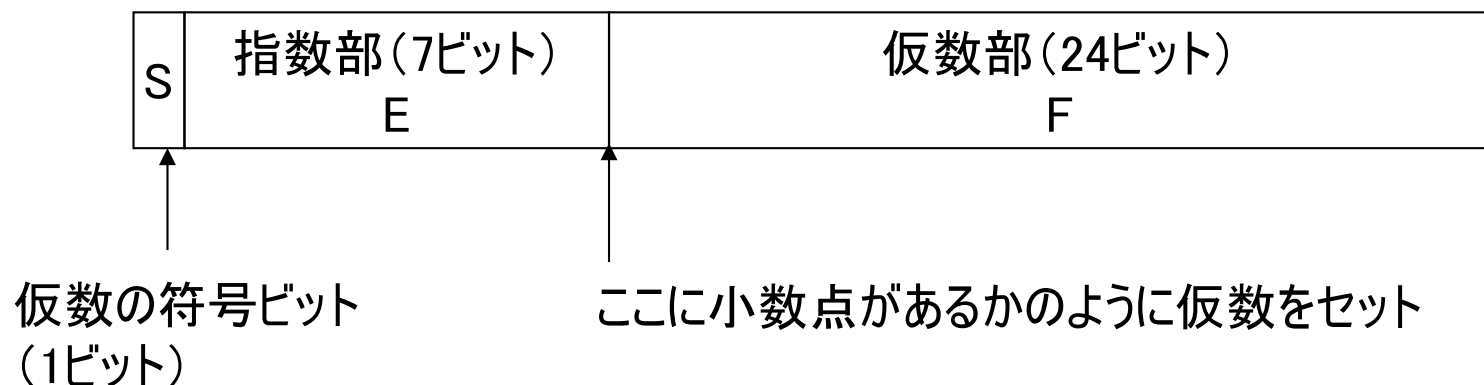 S
指数部（7ビット）
E
仮数部（24ビット）
F
仮数の符号ビット
（1ビット）
ここに小数点があるかのように仮数をセット